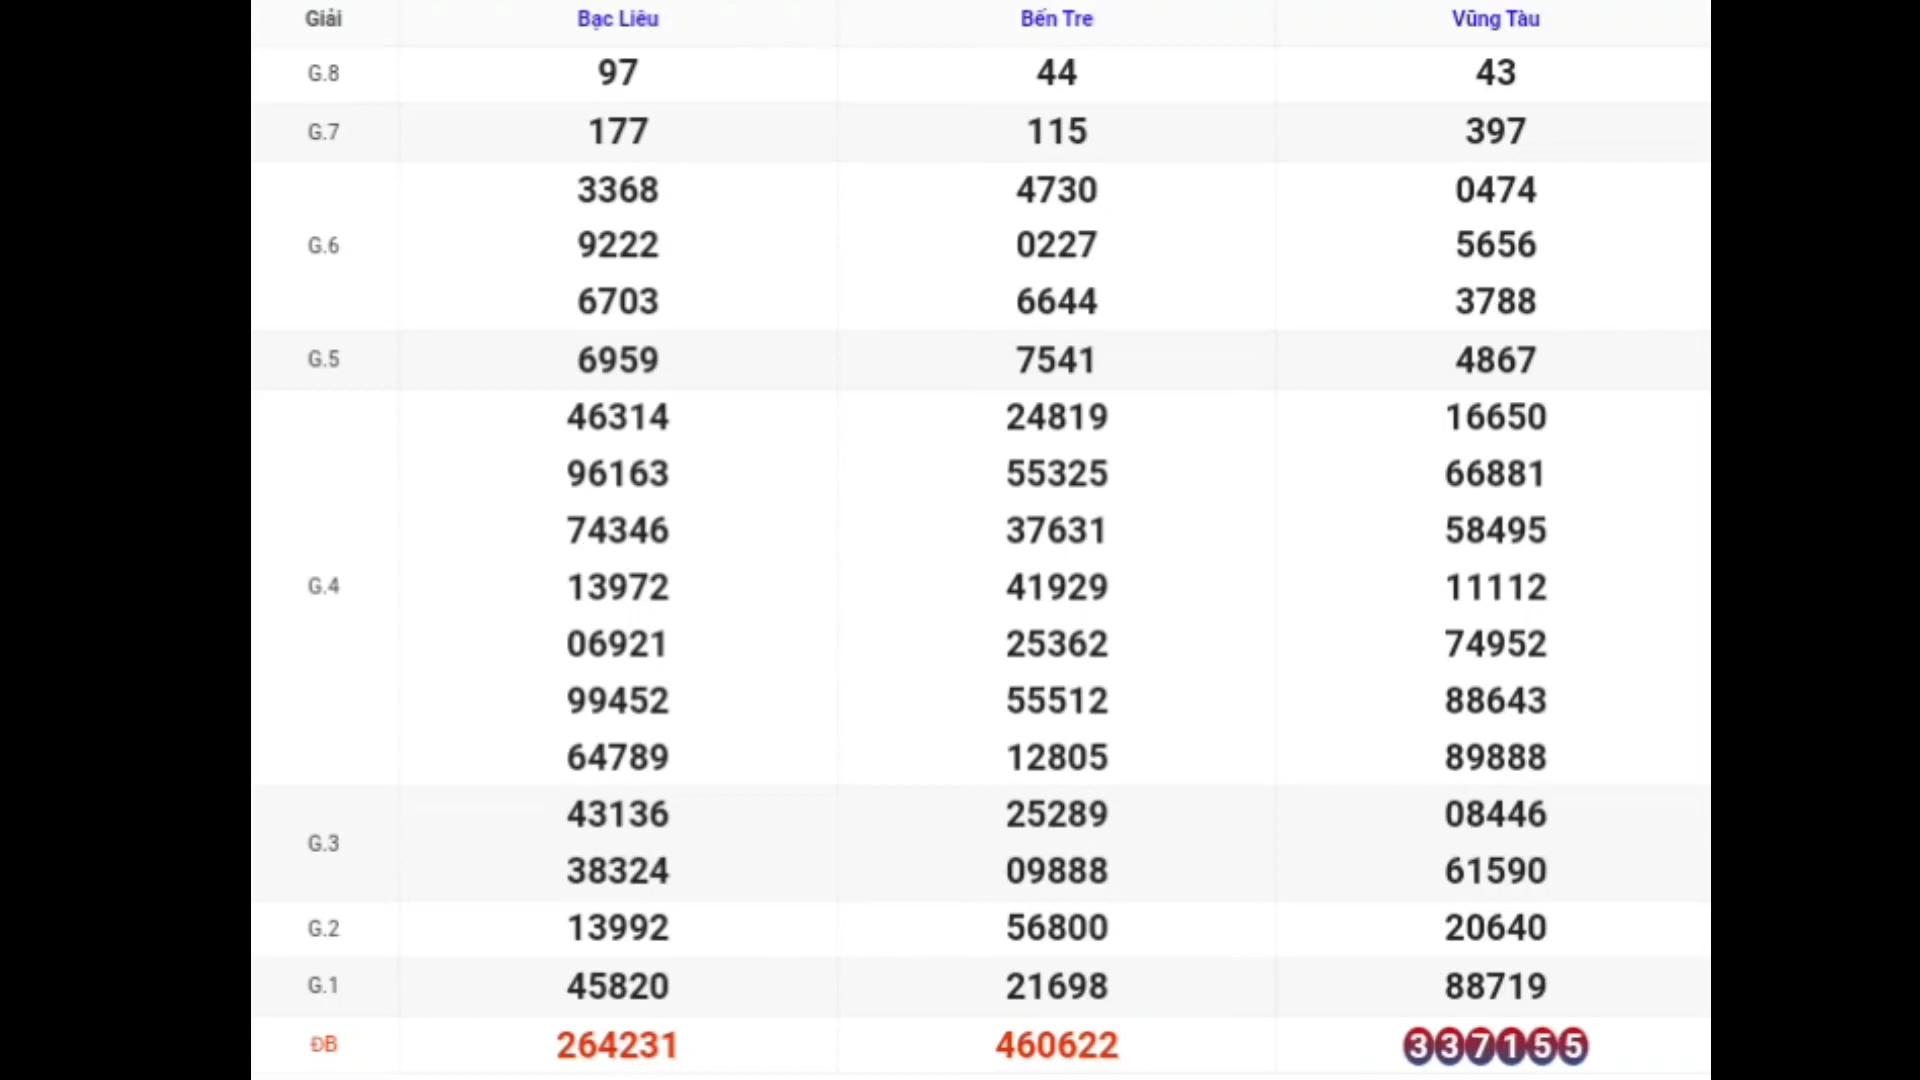 Giải Bạc Liêu Bến Tre Vũng Tàu
G.8 97 44 43
G.7 177 115 397
3368 4730 0474
G.6 9222 0227 5656
6703 6644 3788
G.5 6959 7541 4867
46314 24819 16650
96163 55325 66881
74346 37631 58495
G.4 13972 41929 11112
06921 25362 74952
99452 55512 88643
64789 12805 89888
43136 25289 08446
G.3
38324 09888 61590
G.2 13992 56800 20640
G.1 45820 21698 88719
ĐB 264231 460622 337155